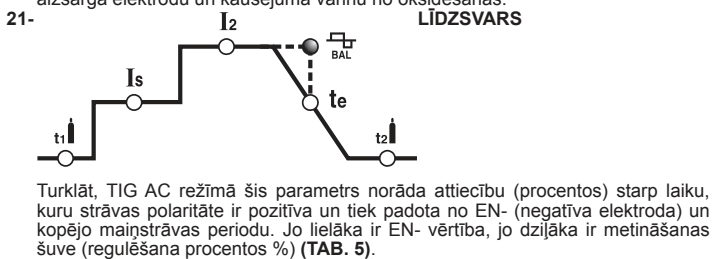 aizsargā elektrodu un kausējuma vannu no oksidēšanās.
21- LĪDZSVARS
I2
BAL
Is
te
t1
t2
Turklāt, TIG AC režīmā šis parametrs norāda attiecību (procentos) starp laiku,
kuru strāvas polaritāte ir pozitīva un tiek padota no EN- (negatīva elektroda) un
kopējo maiņstrāvas periodu. Jo lielāka ir EN- vērtība, jo dziļāka ir metināšanas
šuve (regulēšana procentos %) (TAB. 5).